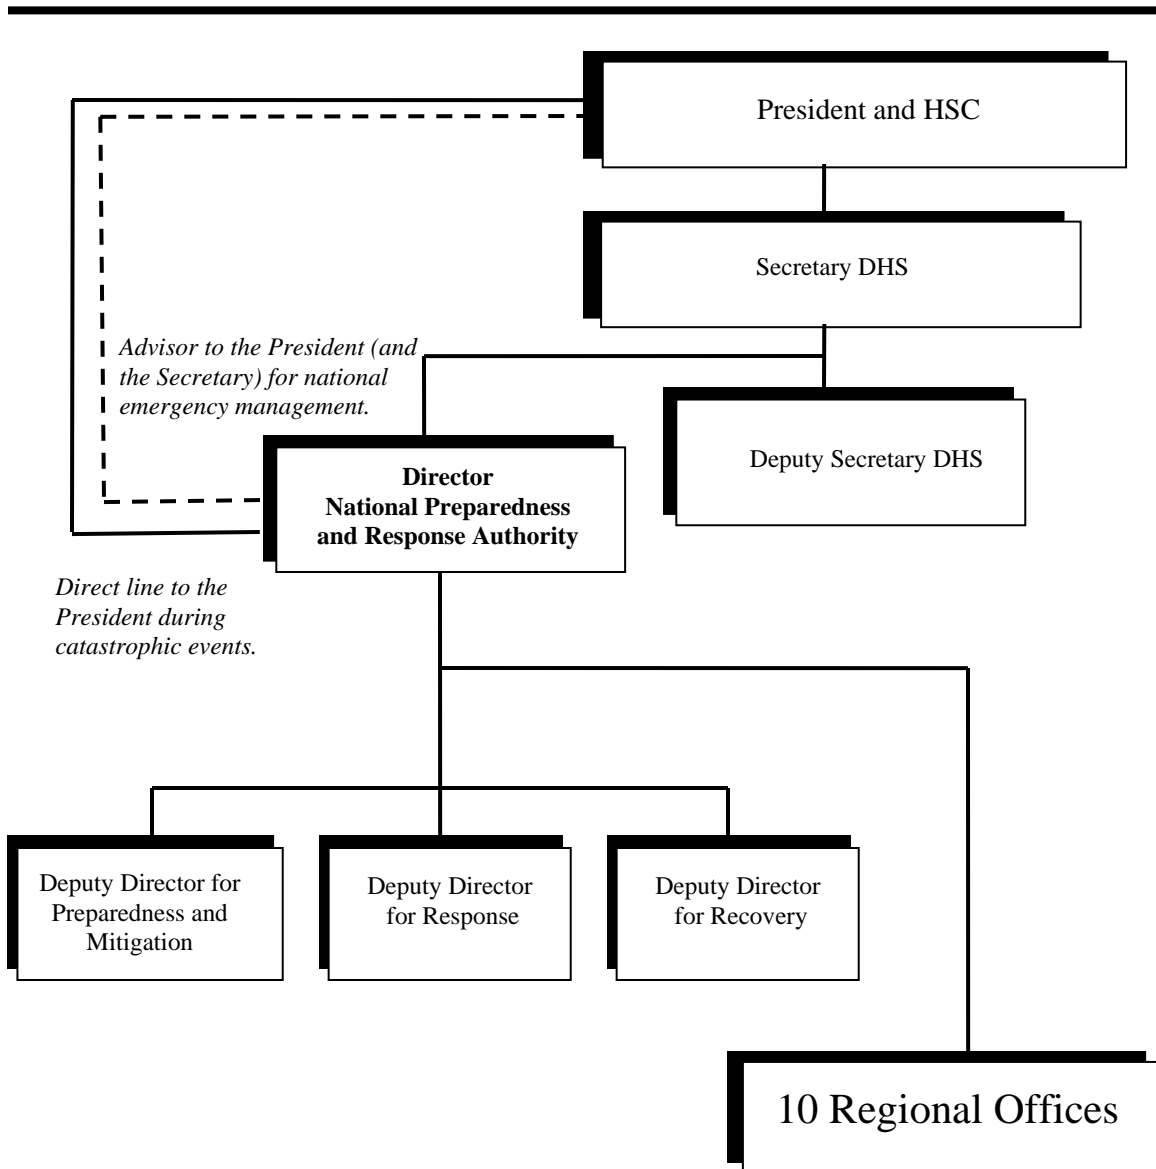 President and HSC
Secretary DHS
Advisor to the President (and
the Secretary) for national
emergency management.
Deputy Secretary DHS
Director
National Preparedness
and Response Authority
Direct line to the
President during
catastrophic events.
Deputy Director for
Preparedness and
Mitigation
Deputy Director
for Response
Deputy Director
for Recovery
10 Regional Offices